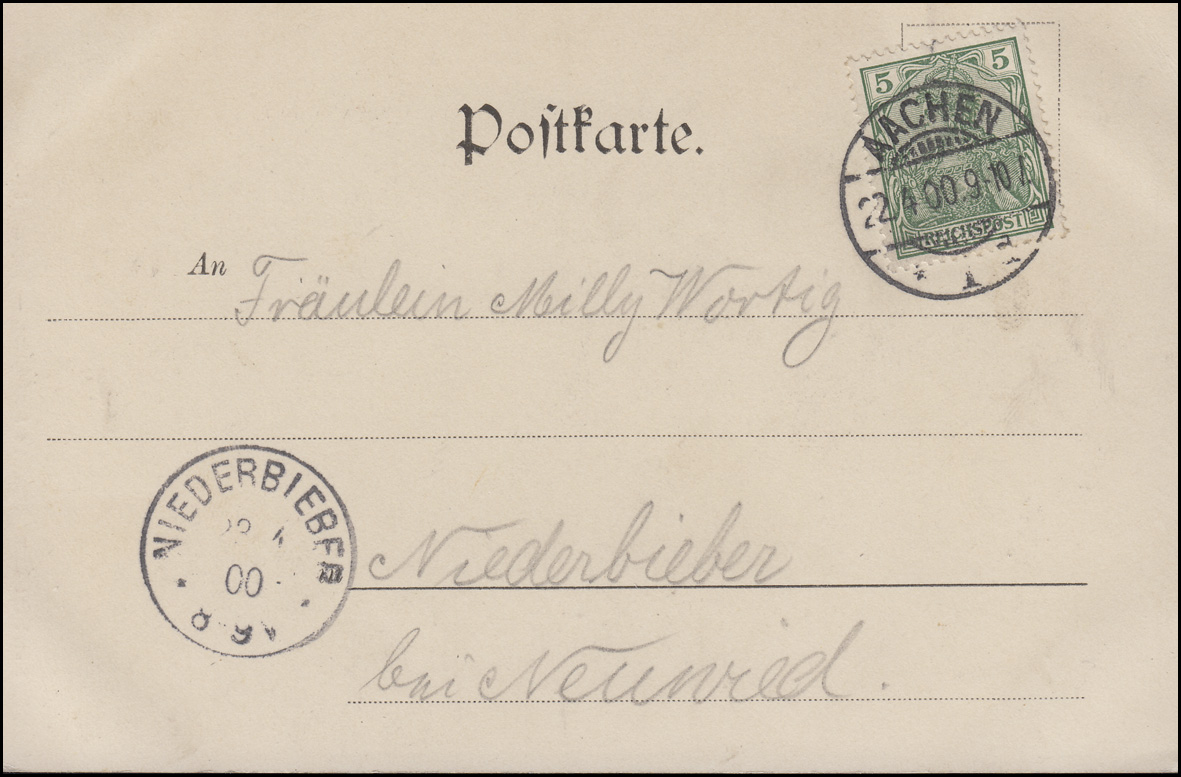 5 5
REICHSPOST
AACHEN
22.4.00.9-10
1
Postkarte.
An Fräulein Milly Wortig
NIEDERBIEBER
00
Niederbieber
bei Neuwied.